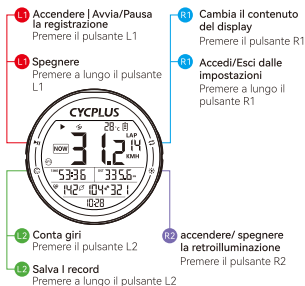 L1
Accendere | Avvia/Pausa
la registrazione
Premere il pulsante L1
L1
Spegnere
Premere a lungo il pulsante
L1
R1
Cambia il contenuto
del display
Premere il pulsante R1
R1
Accedi/Esci dalle
impostazioni
Premere a lungo il
pulsante R1
CYCPLUS
28°c
NOW
31.2
LAP
14
KMH
53:36
335.6-
142
104
321
10:28
L2
Conta giri
Premere il pulsante L2
L2
Salva I record
Premere a lungo il pulsante L2
R2
accendere/ spegnere
la retroilluminazione
Premere il pulsante R2